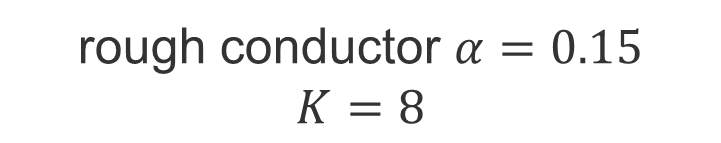 rough conductor α = 0.15
K = 8